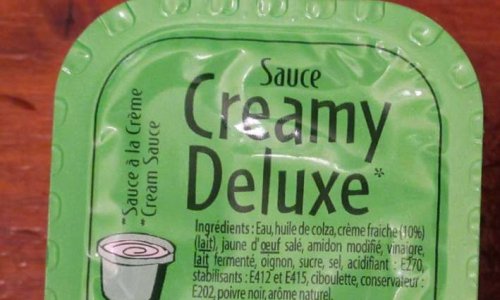 Sauce
Creamy
Deluxe*
*Sauce à la Crème
*Cream Sauce
Ingrédients : Eau, huile de colza, crème fraiche (10%)
(lait), jaune d'œuf salé, amidon modifié, vinaigre,
lait fermenté, oignon, sucre, sel, acidifiant : E270,
stabilisants : E412 et E415, ciboulette, conservateur :
E202, poivre noir, arôme naturel.